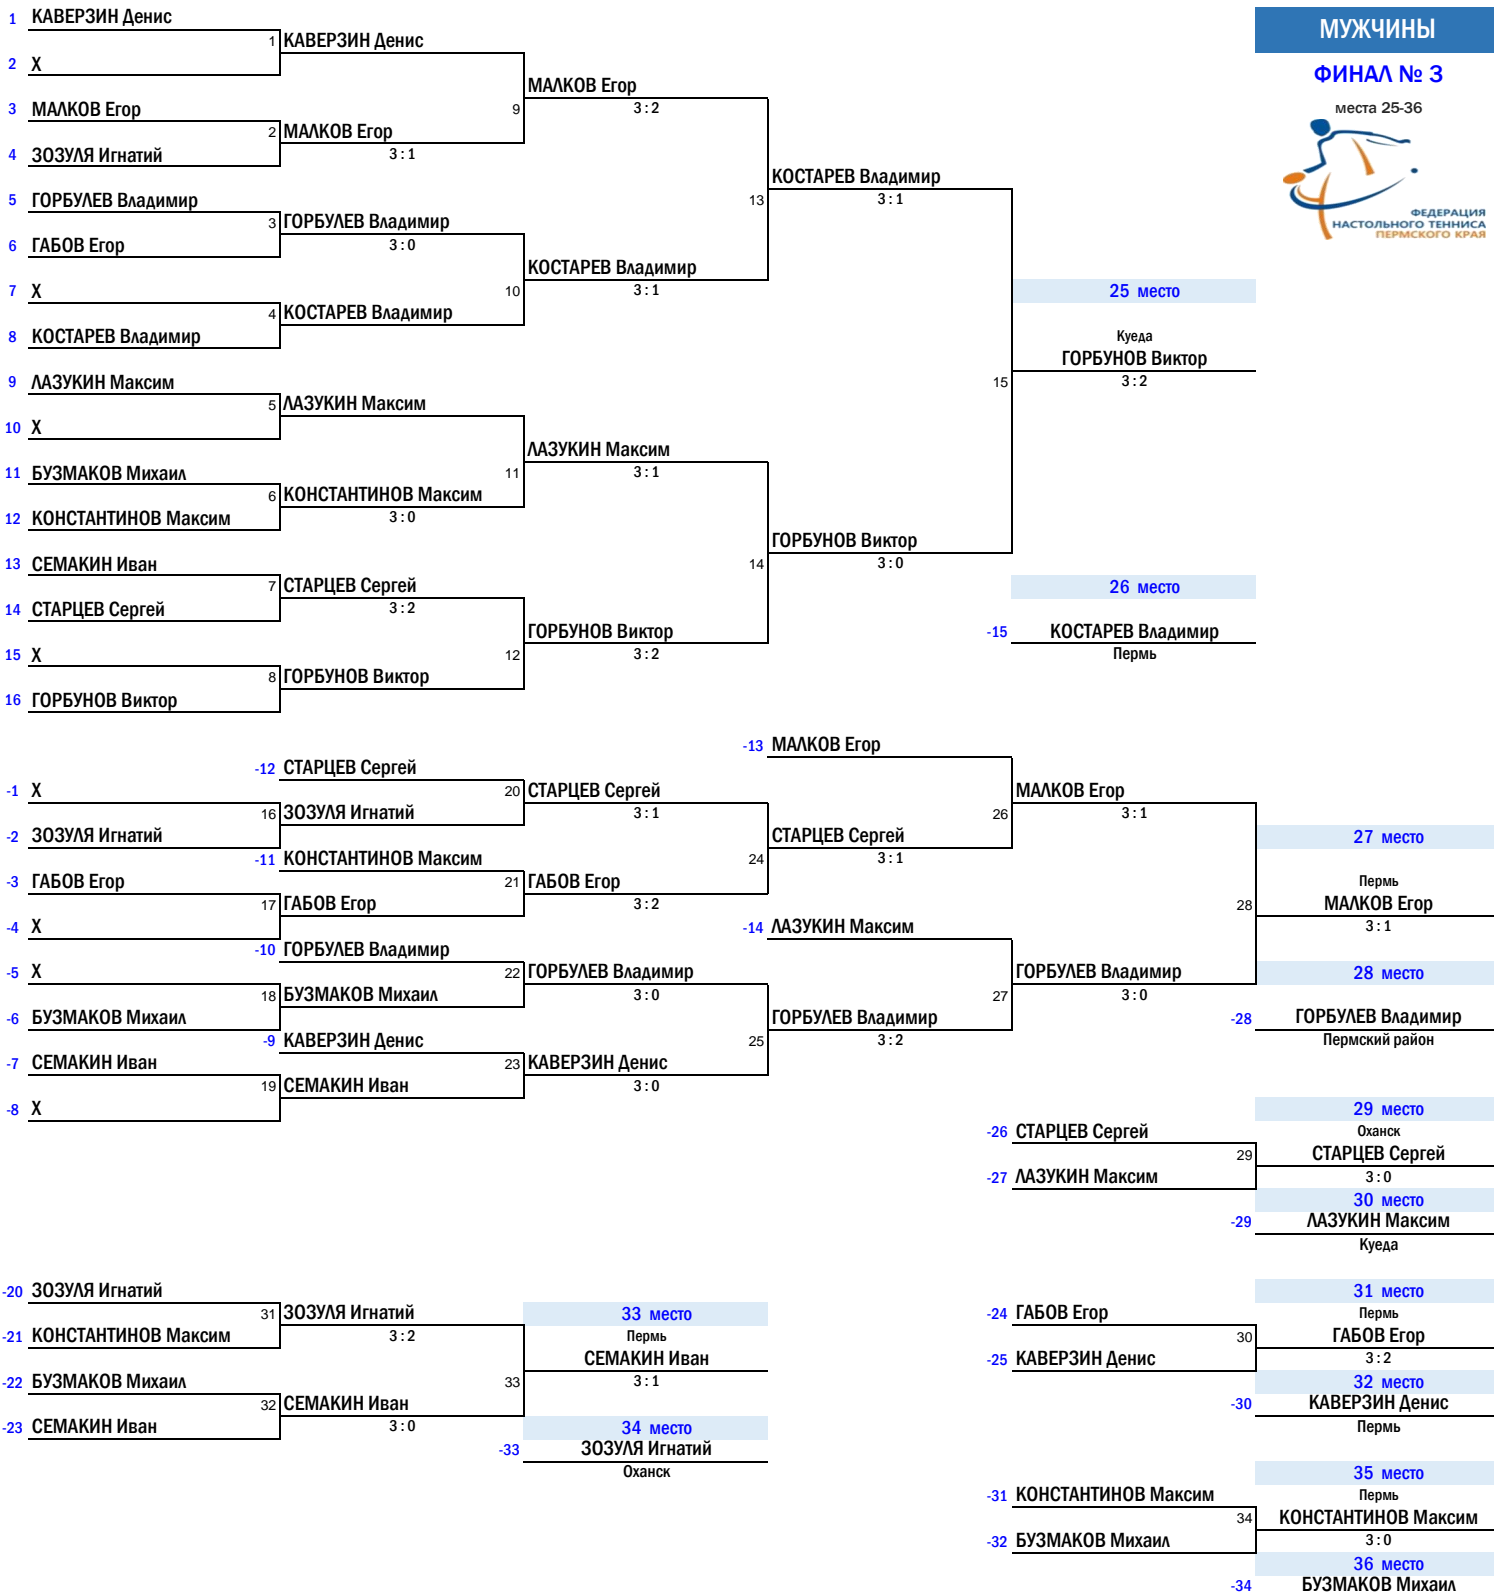 МУЖЧИНЫ
ФИНАЛ № 3
места 25-36
ФЕДЕРАЦИЯ
НАСТОЛЬНОГО ТЕННИСА
ПЕРМСКОГО КРАЯ
1 КАВЕРЗИН Денис
1 КАВЕРЗИН Денис
2 X
МАЛКОВ Егор
9 3:2
3 МАЛКОВ Егор
2 МАЛКОВ Егор
3:1
4 ЗОЗУЛЯ Игнатий
КОСТАРЕВ Владимир
13 3:1
5 ГОРБУЛЕВ Владимир
3 ГОРБУЛЕВ Владимир
3:0
6 ГАБОВ Егор
КОСТАРЕВ Владимир
10 3:1
7 X
4 КОСТАРЕВ Владимир
8 КОСТАРЕВ Владимир
25 место
Куеда
ГОРБУНОВ Виктор
15 3:2
9 ЛАЗУКИН Максим
5 ЛАЗУКИН Максим
10 X
ЛАЗУКИН Максим
11 3:1
11 БУЗМАКОВ Михаил
6 КОНСТАНТИНОВ Максим
3:0
12 КОНСТАНТИНОВ Максим
ГОРБУНОВ Виктор
14 3:0
13 СЕМАКИН Иван
7 СТАРЦЕВ Сергей
3:2
14 СТАРЦЕВ Сергей
26 место
-15 КОСТАРЕВ Владимир
Пермь
ГОРБУНОВ Виктор
12 3:2
15 X
8 ГОРБУНОВ Виктор
16 ГОРБУНОВ Виктор
-13 МАЛКОВ Егор
-12 СТАРЦЕВ Сергей
-1 X
20 СТАРЦЕВ Сергей
3:1
МАЛКОВ Егор
26 3:1
16 ЗОЗУЛЯ Игнатий
-2 ЗОЗУЛЯ Игнатий
СТАРЦЕВ Сергей
24 3:1
27 место
-11 КОНСТАНТИНОВ Максим
-3 ГАБОВ Егор
21 ГАБОВ Егор
3:2
Пермь
17 ГАБОВ Егор
28 МАЛКОВ Егор
3:1
-4 X
-14 ЛАЗУКИН Максим
-10 ГОРБУЛЕВ Владимир
-5 X
22 ГОРБУЛЕВ Владимир
3:0
ГОРБУЛЕВ Владимир
27 3:0
28 место
18 БУЗМАКОВ Михаил
-6 БУЗМАКОВ Михаил
ГОРБУЛЕВ Владимир
25 3:2
-28 ГОРБУЛЕВ Владимир
Пермский район
-9 КАВЕРЗИН Денис
-7 СЕМАКИН Иван
23 КАВЕРЗИН Денис
3:0
19 СЕМАКИН Иван
-8 X
29 место
-26 СТАРЦЕВ Сергей
Оханск
29 СТАРЦЕВ Сергей
3:0
-27 ЛАЗУКИН Максим
30 место
-29 ЛАЗУКИН Максим
Куеда
-20 ЗОЗУЛЯ Игнатий
31 ЗОЗУЛЯ Игнатий
3:2
-21 КОНСТАНТИНОВ Максим
33 место
Пермь
СЕМАКИН Иван
33 3:1
-22 БУЗМАКОВ Михаил
32 СЕМАКИН Иван
3:0
-23 СЕМАКИН Иван
34 место
-33 ЗОЗУЛЯ Игнатий
Оханск
31 место
-24 ГАБОВ Егор
Пермь
30 ГАБОВ Егор
3:2
-25 КАВЕРЗИН Денис
32 место
-30 КАВЕРЗИН Денис
Пермь
35 место
-31 КОНСТАНТИНОВ Максим
Пермь
34 КОНСТАНТИНОВ Максим
3:0
-32 БУЗМАКОВ Михаил
36 место
-34 БУЗМАКОВ Михаил